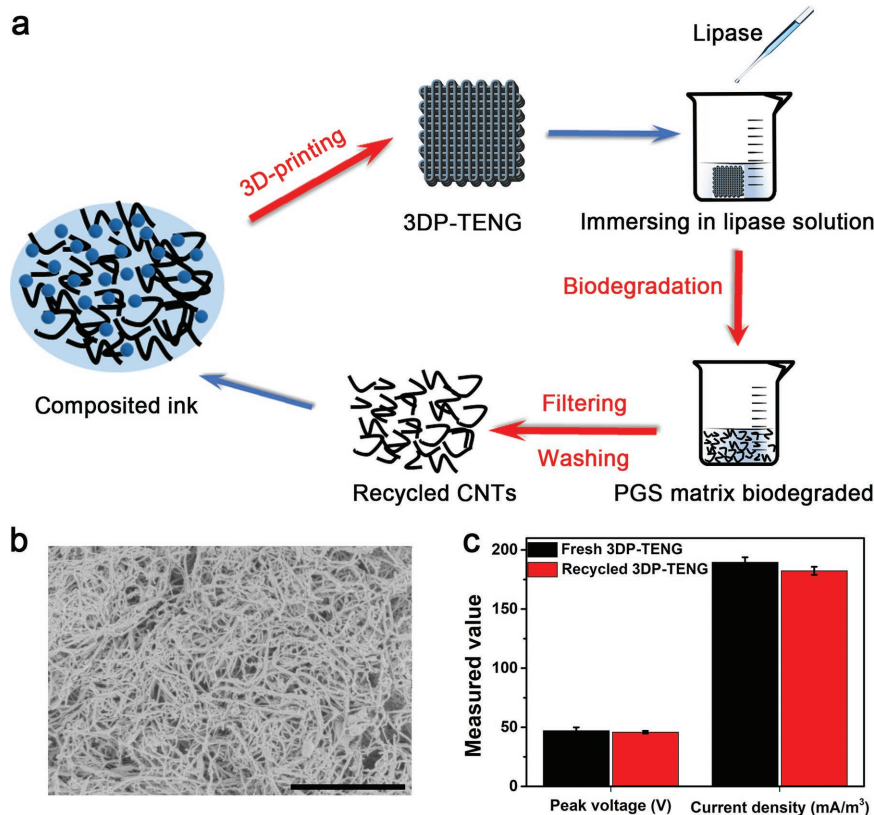 a
Lipase
3D-printing
3DP-TENG
Immersing in lipase solution
Biodegradation
Composited ink
Filtering
Washing
Recycled CNTs
PGS matrix biodegraded
b
c
Fresh 3DP-TENG
Recycled 3DP-TENG
200
150
100
50
0
Measured value
Peak voltage (V)
Current density (mA/m³)